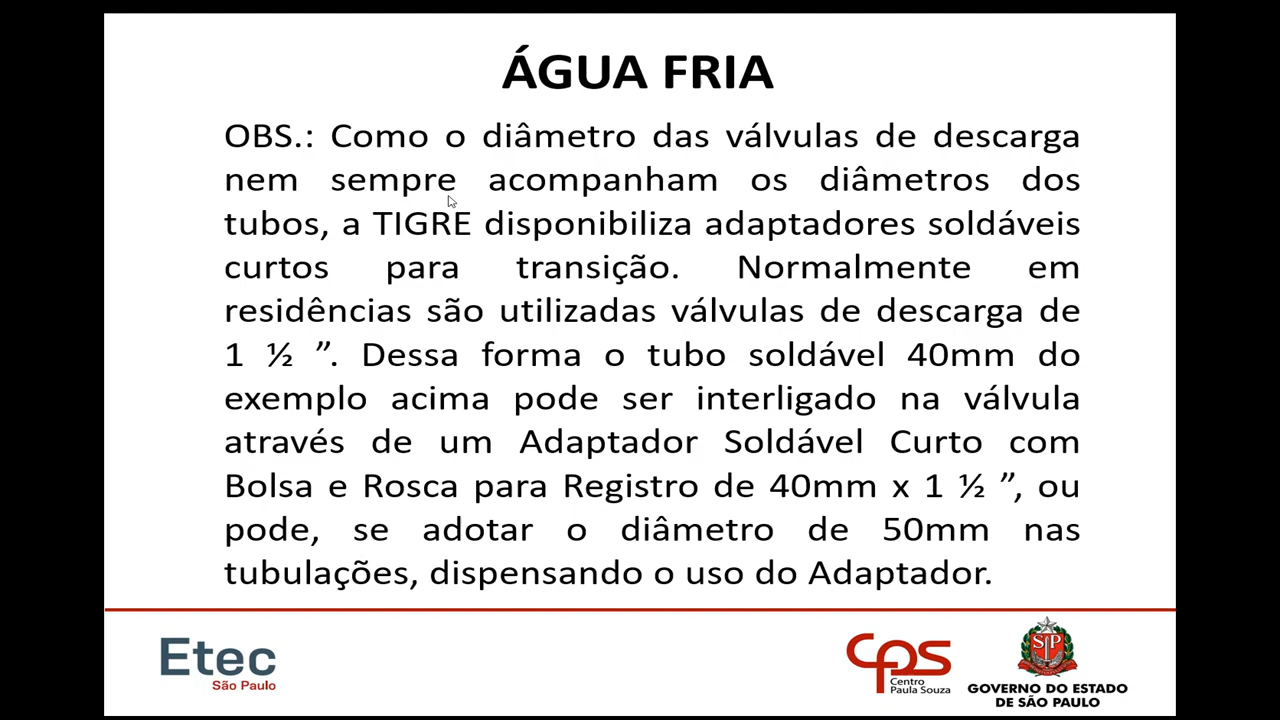 ÁGUA FRIA
OBS.: Como o diâmetro das válvulas de descarga
nem sempre acompanham os diâmetros dos
tubos, a TIGRE disponibiliza adaptadores soldáveis
curtos para transição. Normalmente em
residências são utilizadas válvulas de descarga de
1 ½ ”. Dessa forma o tubo soldável 40mm do
exemplo acima pode ser interligado na válvula
através de um Adaptador Soldável Curto com
Bolsa e Rosca para Registro de 40mm x 1 ½ ”, ou
pode, se adotar o diâmetro de 50mm nas
tubulações, dispensando o uso do Adaptador.
Etec
São Paulo
cps
Centro
Paula Souza
SP
GOVERNO DO ESTADO
DE SÃO PAULO